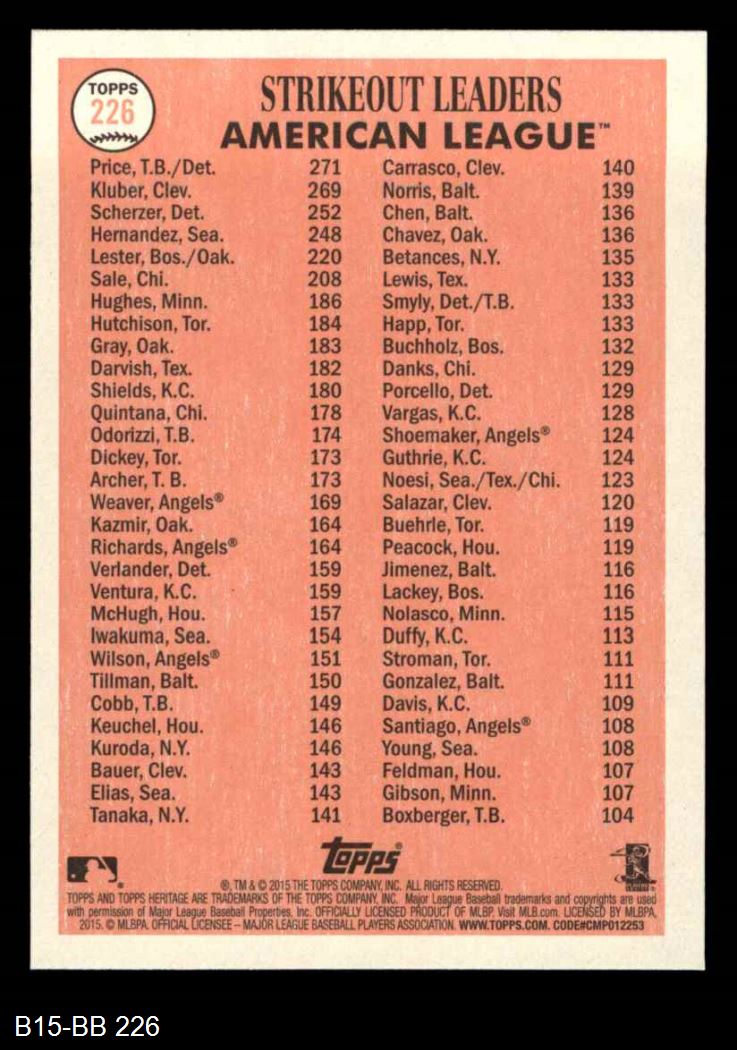 TOPPS
226
STRIKEOUT LEADERS
AMERICAN LEAGUE™
Price, T.B./Det. 271
Kluber, Clev. 269
Scherzer, Det. 252
Hernandez, Sea. 248
Lester, Bos./Oak. 220
Sale, Chi. 208
Hughes, Minn. 186
Hutchison, Tor. 184
Gray, Oak. 183
Darvish, Tex. 182
Shields, K.C. 180
Quintana, Chi. 178
Odorizzi, T.B. 174
Dickey, Tor. 173
Archer, T. B. 173
Weaver, Angels® 169
Kazmir, Oak. 164
Richards, Angels® 164
Verlander, Det. 159
Ventura, K.C. 159
McHugh, Hou. 157
Iwakuma, Sea. 154
Wilson, Angels® 151
Tillman, Balt. 150
Cobb, T.B. 149
Keuchel, Hou. 146
Kuroda, N.Y. 146
Bauer, Clev. 143
Elias, Sea. 143
Tanaka, N.Y. 141
Carrasco, Clev. 140
Norris, Balt. 139
Chen, Balt. 136
Chavez, Oak. 136
Betances, N.Y. 135
Lewis, Tex. 133
Smyly, Det./T.B. 133
Happ, Tor. 133
Buchholz, Bos. 132
Danks, Chi. 129
Porcello, Det. 129
Vargas, K.C. 128
Shoemaker, Angels® 124
Guthrie, K.C. 124
Noesi, Sea./Tex./Chi. 123
Salazar, Clev. 120
Buehrle, Tor. 119
Peacock, Hou. 119
Jimenez, Balt. 116
Lackey, Bos. 116
Nolasco, Minn. 115
Duffy, K.C. 113
Stroman, Tor. 111
Gonzalez, Balt. 111
Davis, K.C. 109
Santiago, Angels® 108
Young, Sea. 108
Feldman, Hou. 107
Gibson, Minn. 107
Boxberger, T.B. 104
topps®
®, TM & © 2015 THE TOPPS COMPANY, INC. ALL RIGHTS RESERVED.
TOPPS AND TOPPS HERITAGE ARE TRADEMARKS OF THE TOPPS COMPANY, INC. Major League Baseball trademarks and copyrights are used
with permission of Major League Baseball Properties, Inc. OFFICIALLY LICENSED PRODUCT OF MLBP. Visit MLB.com. LICENSED BY MLBPA,
2015. © MLBPA. OFFICIAL LICENSEE – MAJOR LEAGUE BASEBALL PLAYERS ASSOCIATION. WWW.TOPPS.COM. CODE#CMP012253
B15-BB 226